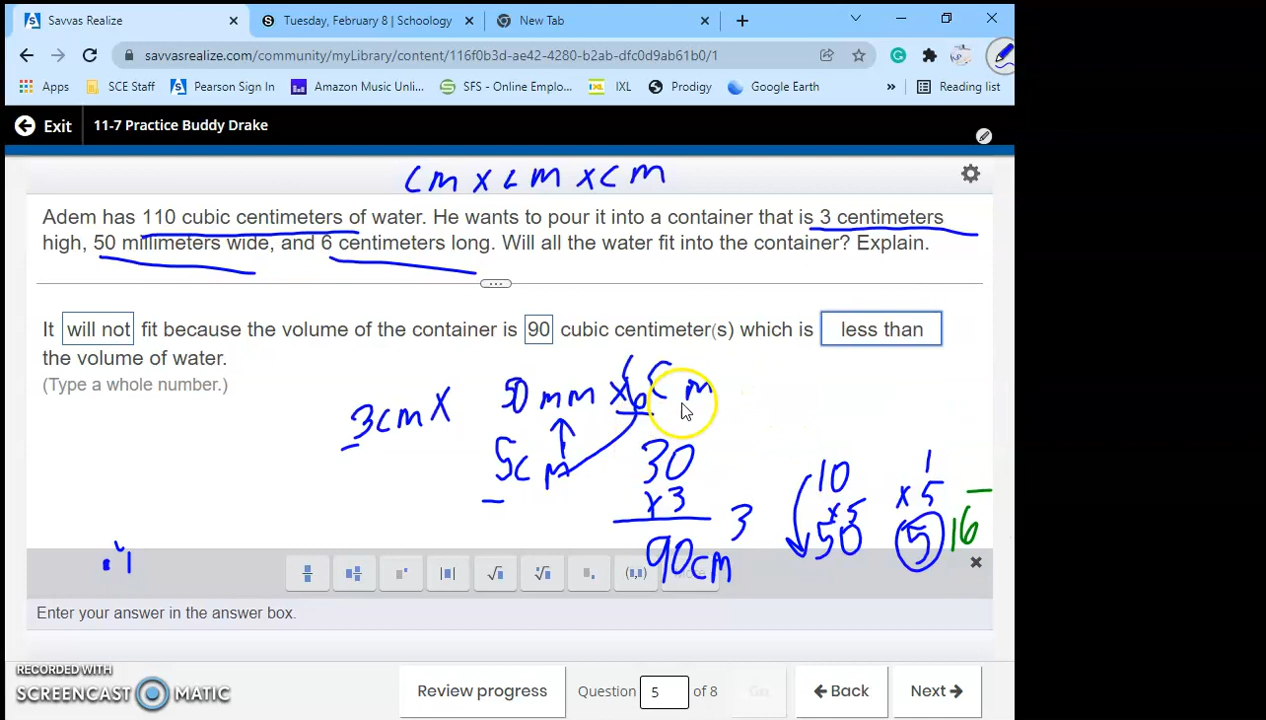 Savvas Realize
Tuesday, February 8 | Schoology
New Tab
savvasrealize.com/community/myLibrary/content/116f0b3d-ae42-4280-b2ab-dfc0d9ab61b0/1
Apps SCE Staff Pearson Sign In Amazon Music Unli... SFS - Online Emplo... IXL Prodigy Google Earth » Reading list
Exit 11-7 Practice Buddy Drake
cm x cm x cm
Adem has 110 cubic centimeters of water. He wants to pour it into a container that is 3 centimeters
high, 50 millimeters wide, and 6 centimeters long. Will all the water fit into the container? Explain.
It will not fit because the volume of the container is 90 cubic centimeter(s) which is less than
the volume of water.
(Type a whole number.)
3cm x 50mm x 6cm
5cm
30
x3
90cm 3
10
x5
50
1
x5
5
16
Enter your answer in the answer box.
RECORDED WITH
SCREENCAST MATIC
Review progress Question 5 of 8 Go Back Next